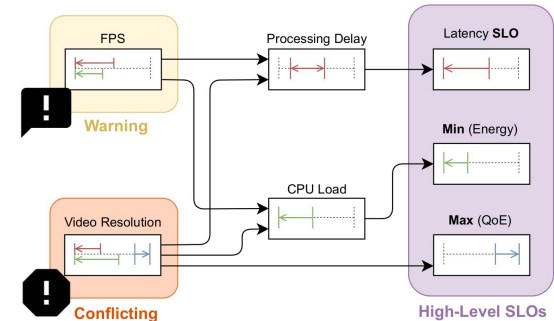 FPS
Processing Delay
Latency SLO
Warning
Min (Energy)
CPU Load
Video Resolution
Max (QoE)
Conflicting
High-Level SLOs